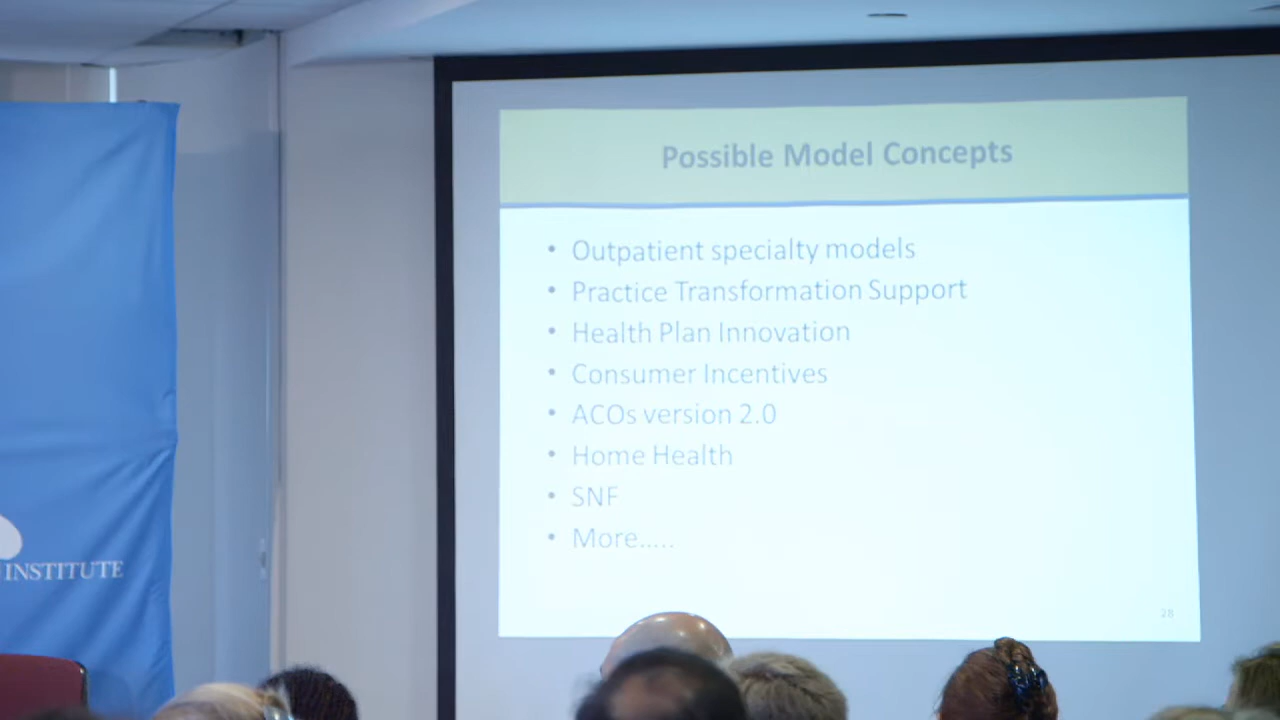 Possible Model Concepts
• Outpatient specialty models
• Practice Transformation Support
• Health Plan Innovation
• Consumer Incentives
• ACOs version 2.0
• Home Health
• SNF
• More.....
28
INSTITUTE